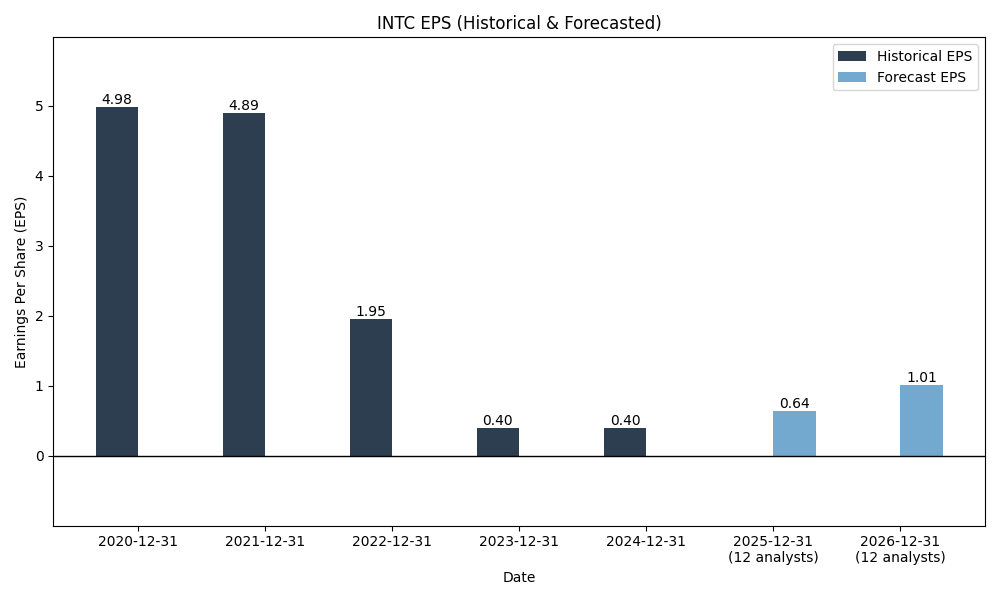 INTC EPS (Historical & Forecasted)
Historical EPS
Forecast EPS
Earnings Per Share (EPS)
5
4
3
2
1
0
4.98
4.89
1.95
0.40
0.40
0.64
1.01
2020-12-31
2021-12-31
2022-12-31
2023-12-31
2024-12-31
2025-12-31
(12 analysts)
2026-12-31
(12 analysts)
Date